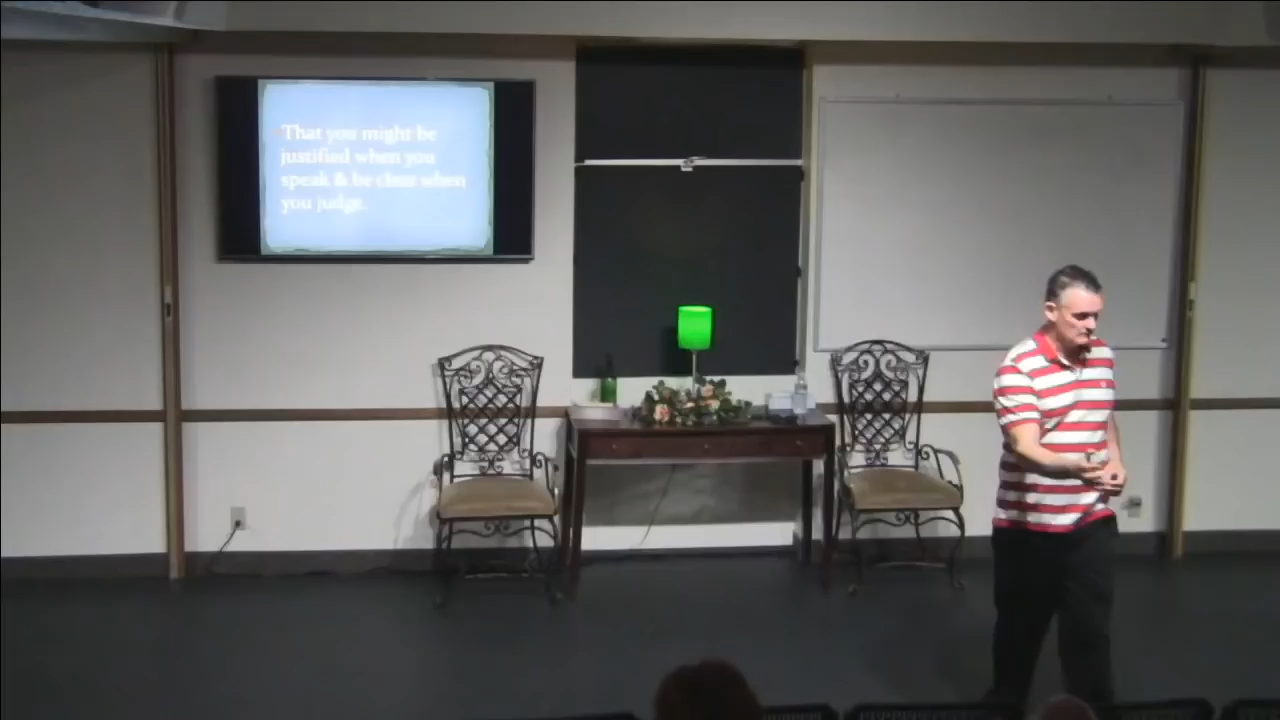 That you might be
justified when you
speak & be clear when
you judge.